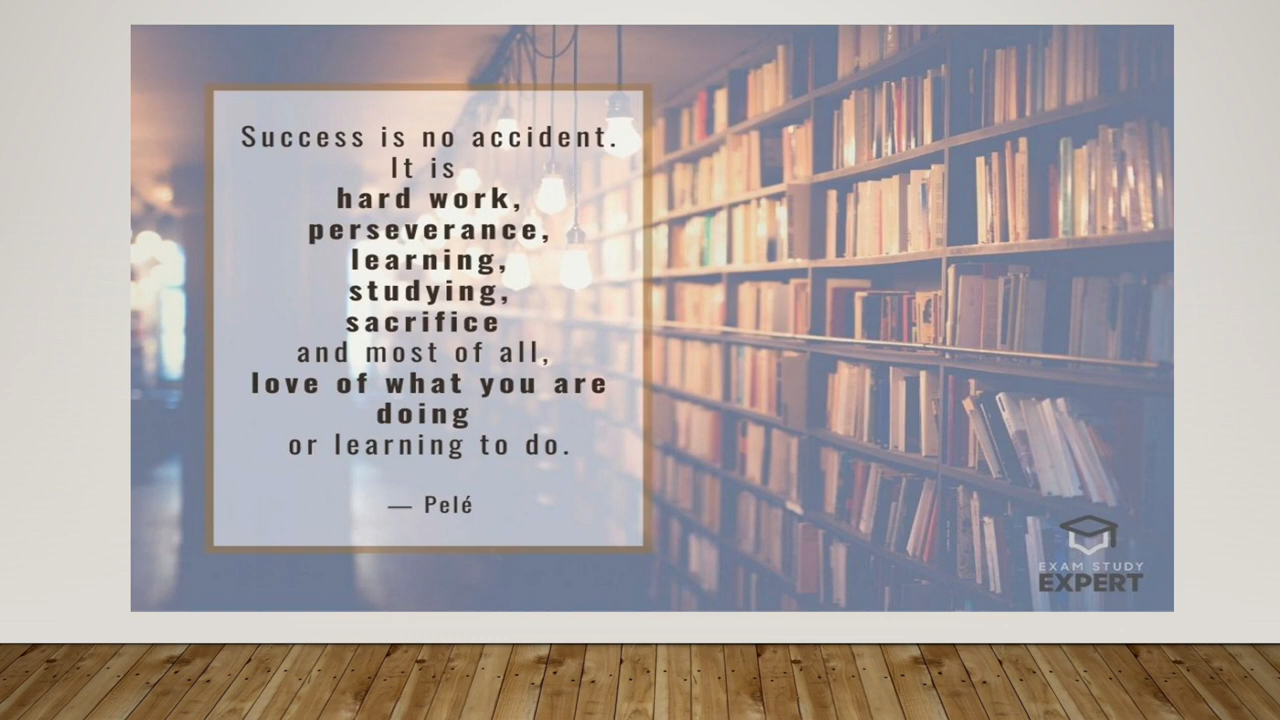 Success is no accident.
It is
hard work,
perseverance,
learning,
studying,
sacrifice
and most of all,
love of what you are
doing
or learning to do.
— Pelé
EXAM STUDY
EXPERT